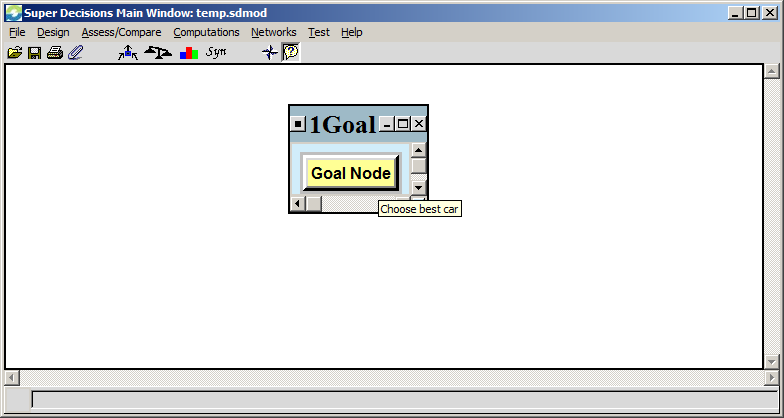 Super Decisions Main Window: temp.sdmod
File Design Assess/Compare Computations Networks Test Help
Syn
1Goal
Goal Node
Choose best car